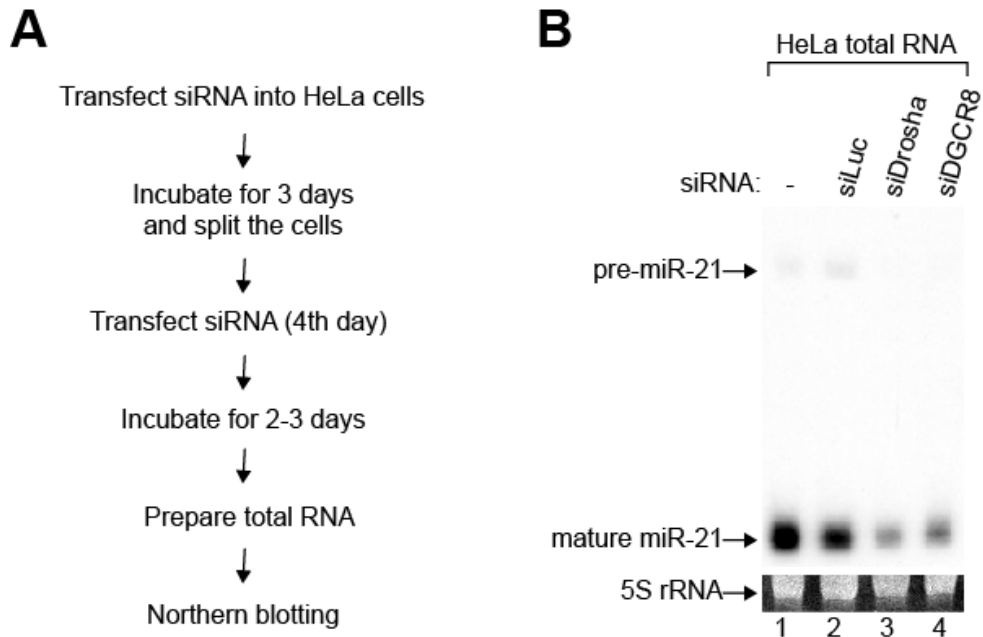 A
Transfect siRNA into HeLa cells
Incubate for 3 days
and split the cells
Transfect siRNA (4th day)
Incubate for 2-3 days
Prepare total RNA
Northern blotting
B
HeLa total RNA
siRNA: - siLuc siDrosha siDGCR8
pre-miR-21
mature miR-21
5S rRNA
1 2 3 4